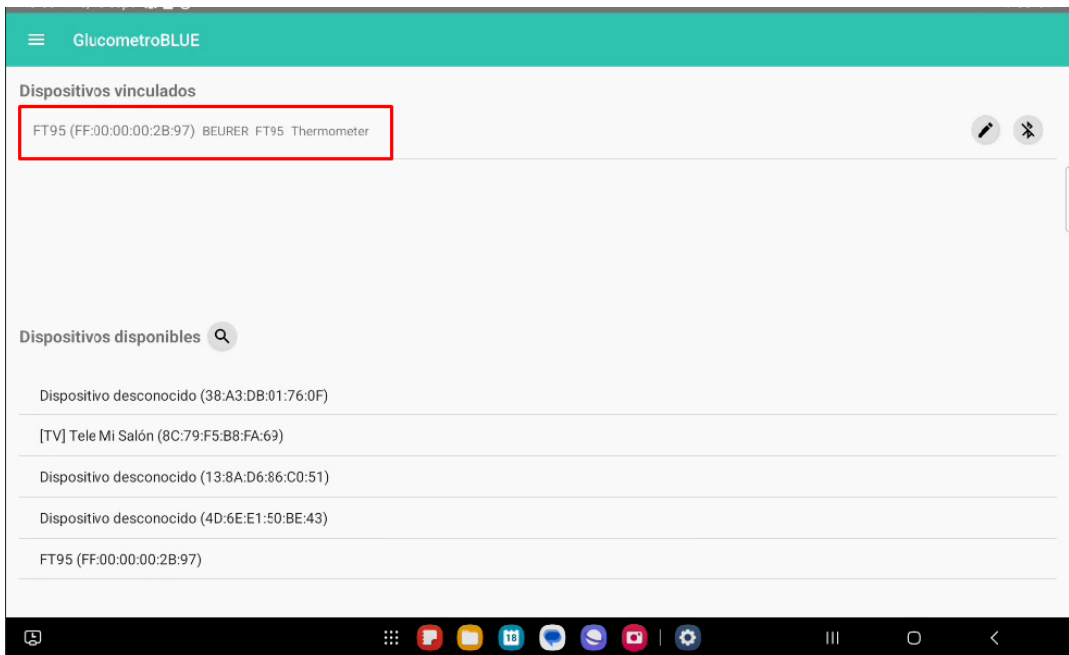 GlucometroBLUE
Dispositivos vinculados
FT95 (FF:00:00:00:2B:97) BEURER FT95 Thermometer
Dispositivos disponibles
Dispositivo desconocido (38:A3:DB:01:76:0F)
[TV] Tele Mi Salón (8C:79:F5:B8:FA:69)
Dispositivo desconocido (13:8A:D6:86:C0:51)
Dispositivo desconocido (4D:6E:E1:50:BE:43)
FT95 (FF:00:00:00:2B:97)
18